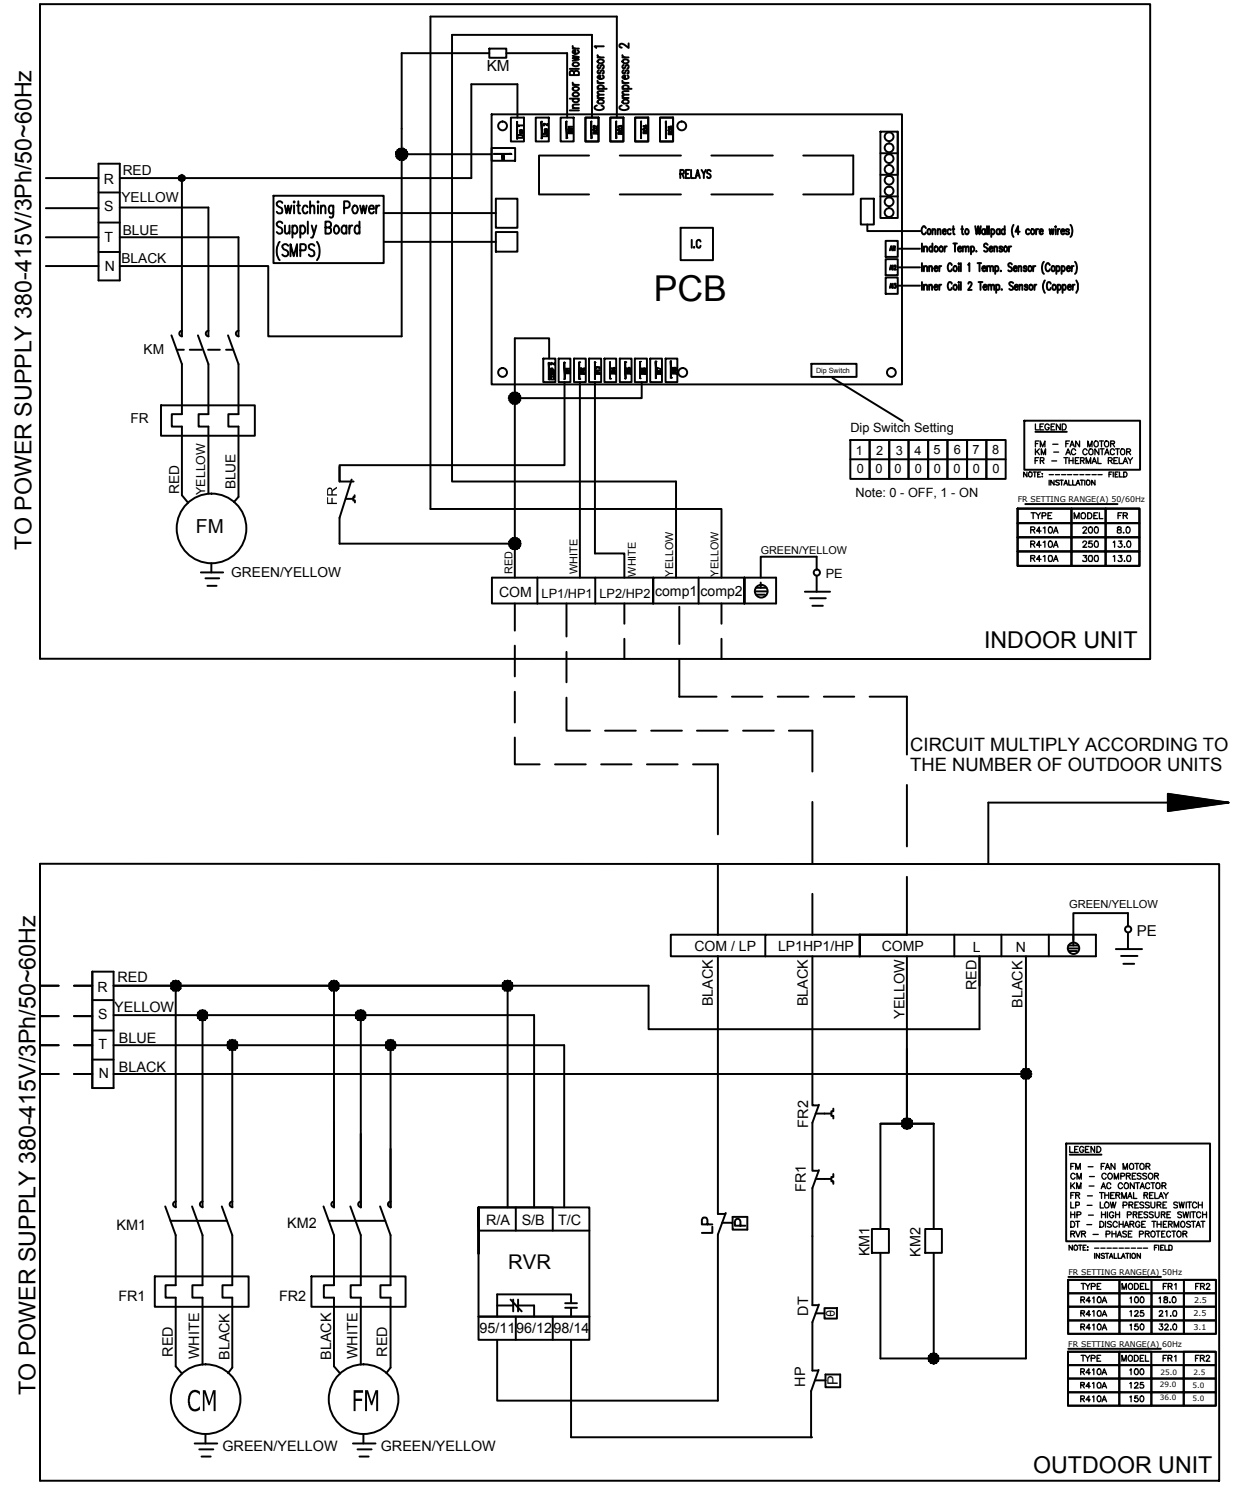 TO POWER SUPPLY 380-415V/3Ph/50~60Hz
KM
Indoor Blower
Compressor 1
Compressor 2
R RED
S YELLOW
T BLUE
N BLACK
Switching Power
Supply Board
(SMPS)
RELAYS
I.C
PCB
Connect to Wallpad (4 core wires)
Indoor Temp. Sensor
Inner Coil 1 Temp. Sensor (Copper)
Inner Coil 2 Temp. Sensor (Copper)
KM
FR
RED
YELLOW
BLUE
FM
GREEN/YELLOW
FR
Dip Switch
Dip Switch Setting
1 2 3 4 5 6 7 8
0 0 0 0 0 0 0 0
Note: 0 - OFF, 1 - ON
LEGEND
FM – FAN MOTOR
KM – AC CONTACTOR
FR – THERMAL RELAY
NOTE: ---------- FIELD
INSTALLATION
FR SETTING RANGE(A) 50/60Hz
TYPE MODEL FR
R410A 200 8.0
R410A 250 13.0
R410A 300 13.0
RED
WHITE
WHITE
YELLOW
YELLOW
GREEN/YELLOW
PE
COM LP1/HP1 LP2/HP2 comp1 comp2
INDOOR UNIT
CIRCUIT MULTIPLY ACCORDING TO
THE NUMBER OF OUTDOOR UNITS
TO POWER SUPPLY 380-415V/3Ph/50~60Hz
GREEN/YELLOW
PE
COM / LP LP1HP1/HP COMP L N
BLACK
BLACK
YELLOW
RED
BLACK
R RED
S YELLOW
T BLUE
N BLACK
KM1
KM2
FR1
FR2
RED
WHITE
BLACK
BLACK
WHITE
RED
CM
FM
GREEN/YELLOW
GREEN/YELLOW
R/A S/B T/C
RVR
95/11 96/12 98/14
LP P
FR2
FR1
DT θ
HP P
KM1
KM2
LEGEND
FM – FAN MOTOR
CM – COMPRESSOR
KM – AC CONTACTOR
FR – THERMAL RELAY
LP – LOW PRESSURE SWITCH
HP – HIGH PRESSURE SWITCH
DT – DISCHARGE THERMOSTAT
RVR – PHASE PROTECTOR
NOTE: ---------- FIELD
INSTALLATION
FR SETTING RANGE(A) 50Hz
TYPE MODEL FR1 FR2
R410A 100 18.0 2.5
R410A 125 21.0 2.5
R410A 150 32.0 3.1
FR SETTING RANGE(A) 60Hz
TYPE MODEL FR1 FR2
R410A 100 25.0 2.5
R410A 125 29.0 5.0
R410A 150 36.0 5.0
OUTDOOR UNIT